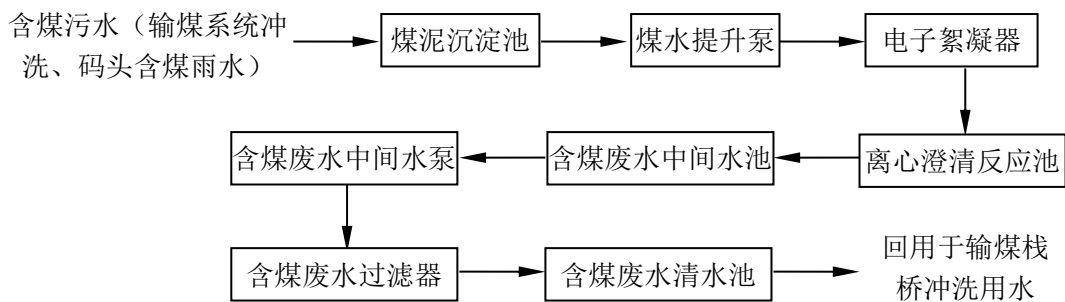 含煤污水（输煤系统冲
洗、码头含煤雨水）
煤泥沉淀池
煤水提升泵
电子絮凝器
离心澄清反应池
含煤废水中间水池
含煤废水中间水泵
含煤废水过滤器
含煤废水清水池
回用于输煤栈
桥冲洗用水